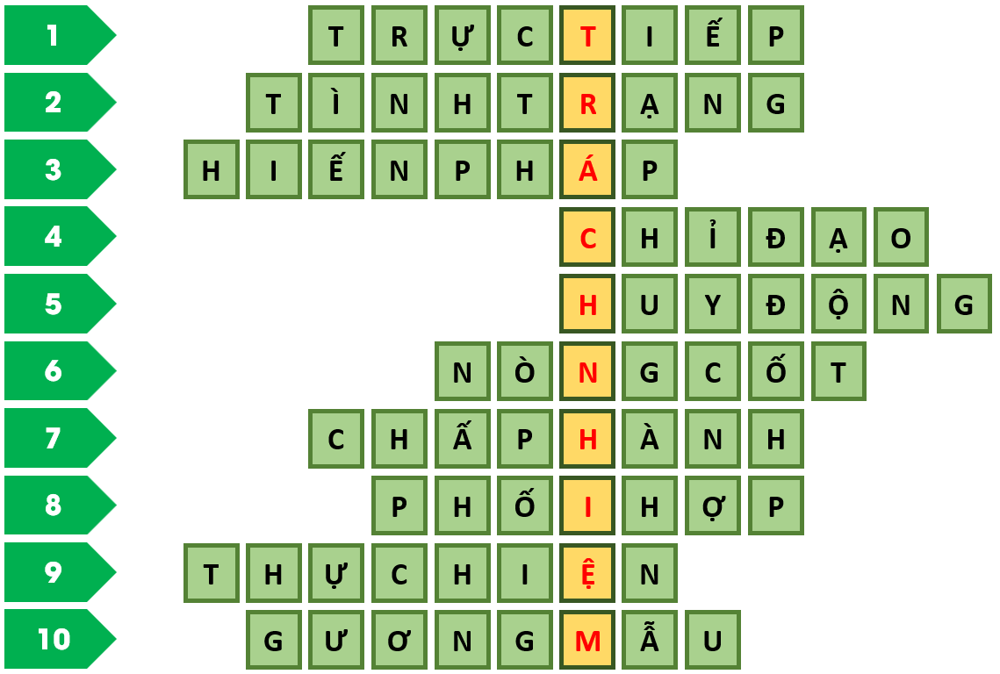 1 T R Ự C T I Ế P
2 T Ì N H T R Ạ N G
3 H I Ế N P H Á P
4 C H Ỉ Đ Ạ O
5 H U Y Đ Ộ N G
6 N Ò N G C Ố T
7 C H Ấ P H À N H
8 P H Ố I H Ợ P
9 T H Ự C H I Ệ N
10 G Ư Ơ N G M Ẫ U